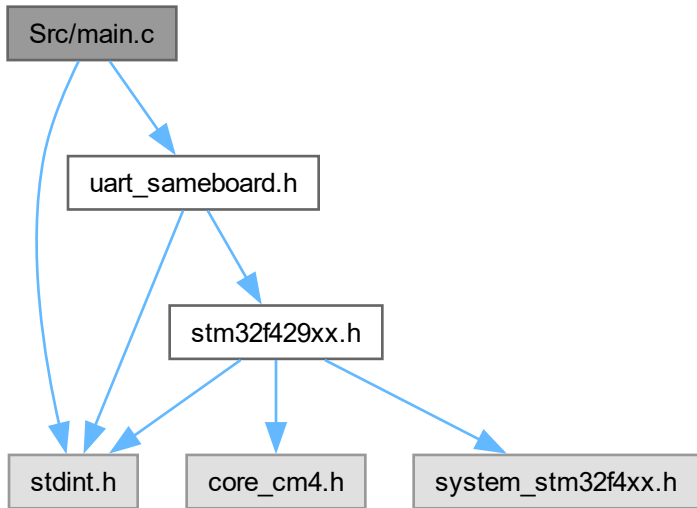 Src/main.c
uart_sameboard.h
stm32f429xx.h
stdint.h
core_cm4.h
system_stm32f4xx.h